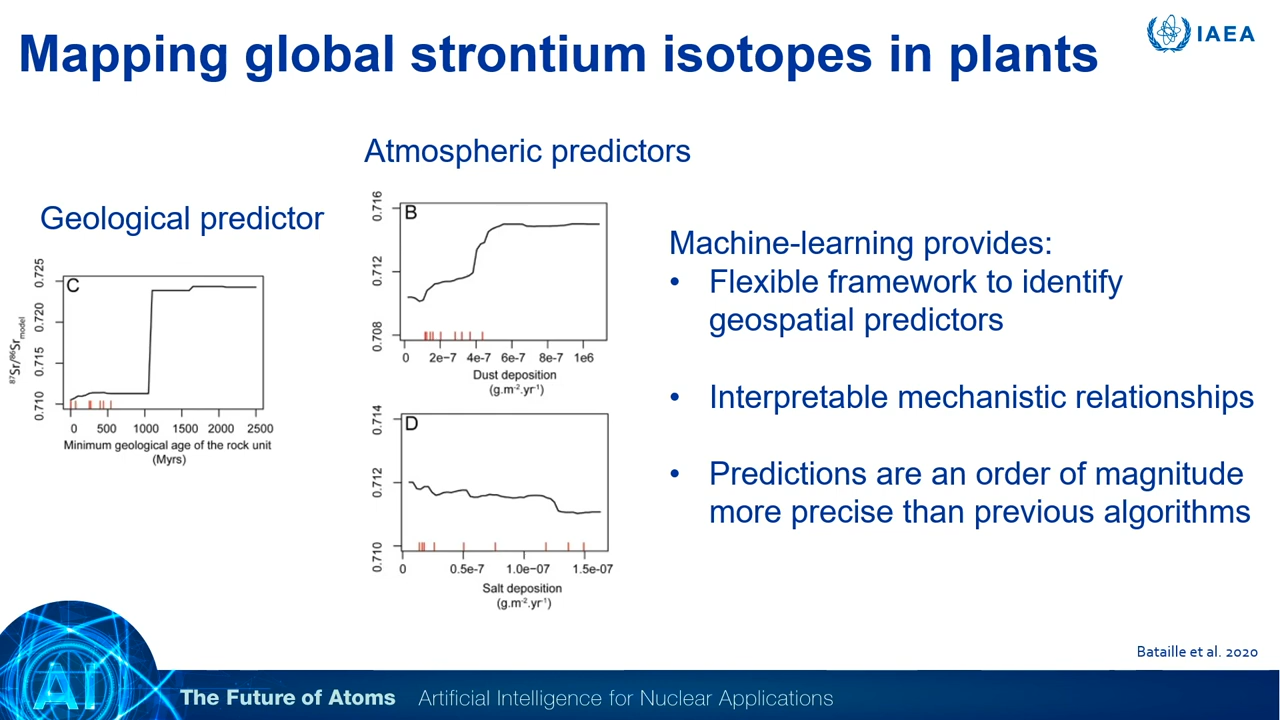 Mapping global strontium isotopes in plants
IAEA
Atmospheric predictors
Geological predictor
C
0.725
0.720
0.715
0.710
⁸⁷Sr/⁸⁶Sr model
0 500 1000 1500 2000 2500
Minimum geological age of the rock unit
(Myrs)
B
0.716
0.712
0.708
0 2e−7 4e-7 6e-7 8e-7 1e6
Dust deposition
(g.m⁻².yr⁻¹)
D
0.714
0.712
0.710
0 0.5e-7 1.0e−07 1.5e-07
Salt deposition
(g.m⁻².yr⁻¹)
Machine-learning provides:
• Flexible framework to identify
geospatial predictors
• Interpretable mechanistic relationships
• Predictions are an order of magnitude
more precise than previous algorithms
Bataille et al. 2020
AI
The Future of Atoms Artificial Intelligence for Nuclear Applications